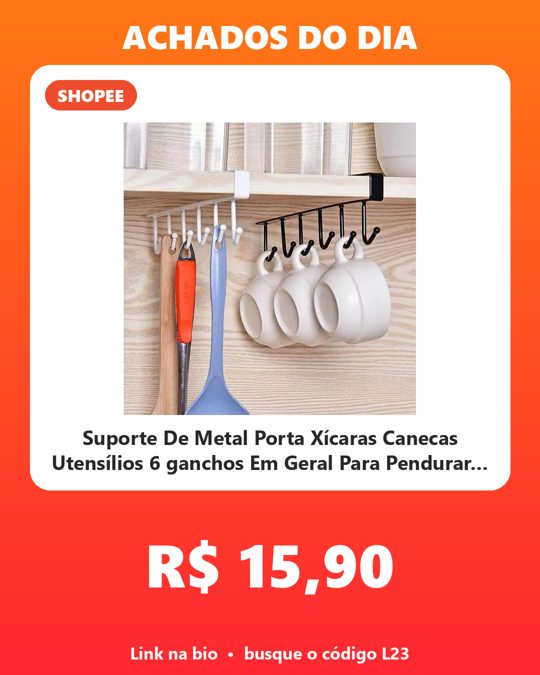 ACHADOS DO DIA
SHOPEE
Suporte De Metal Porta Xícaras Canecas
Utensílios 6 ganchos Em Geral Para Pendurar...
R$ 15,90
Link na bio • busque o código L23